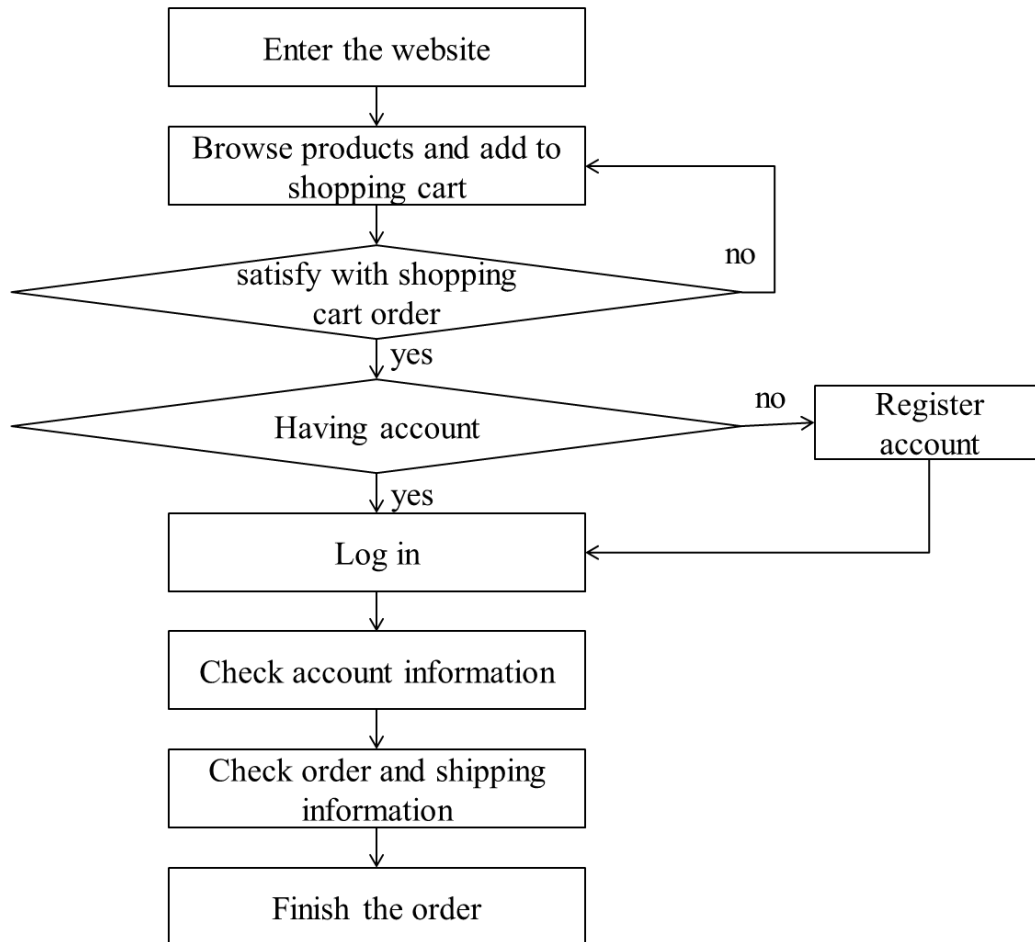 Enter the website
Browse products and add to
shopping cart
satisfy with shopping
cart order
no
yes
Having account
no
Register
account
yes
Log in
Check account information
Check order and shipping
information
Finish the order